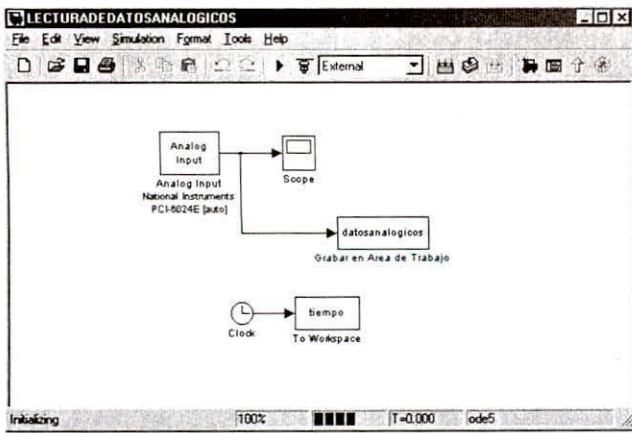 LECTURADEDATOSANALOGICOS
File Edit View Simulation Format Tools Help
External
Analog
Input
Analog Input
National Instruments
PCI-6024E [auto]
Scope
datosanalogicos
Grabar en Area de Trabajo
Clock
tiempo
To Workspace
Initializing 100% T=0.000 ode5